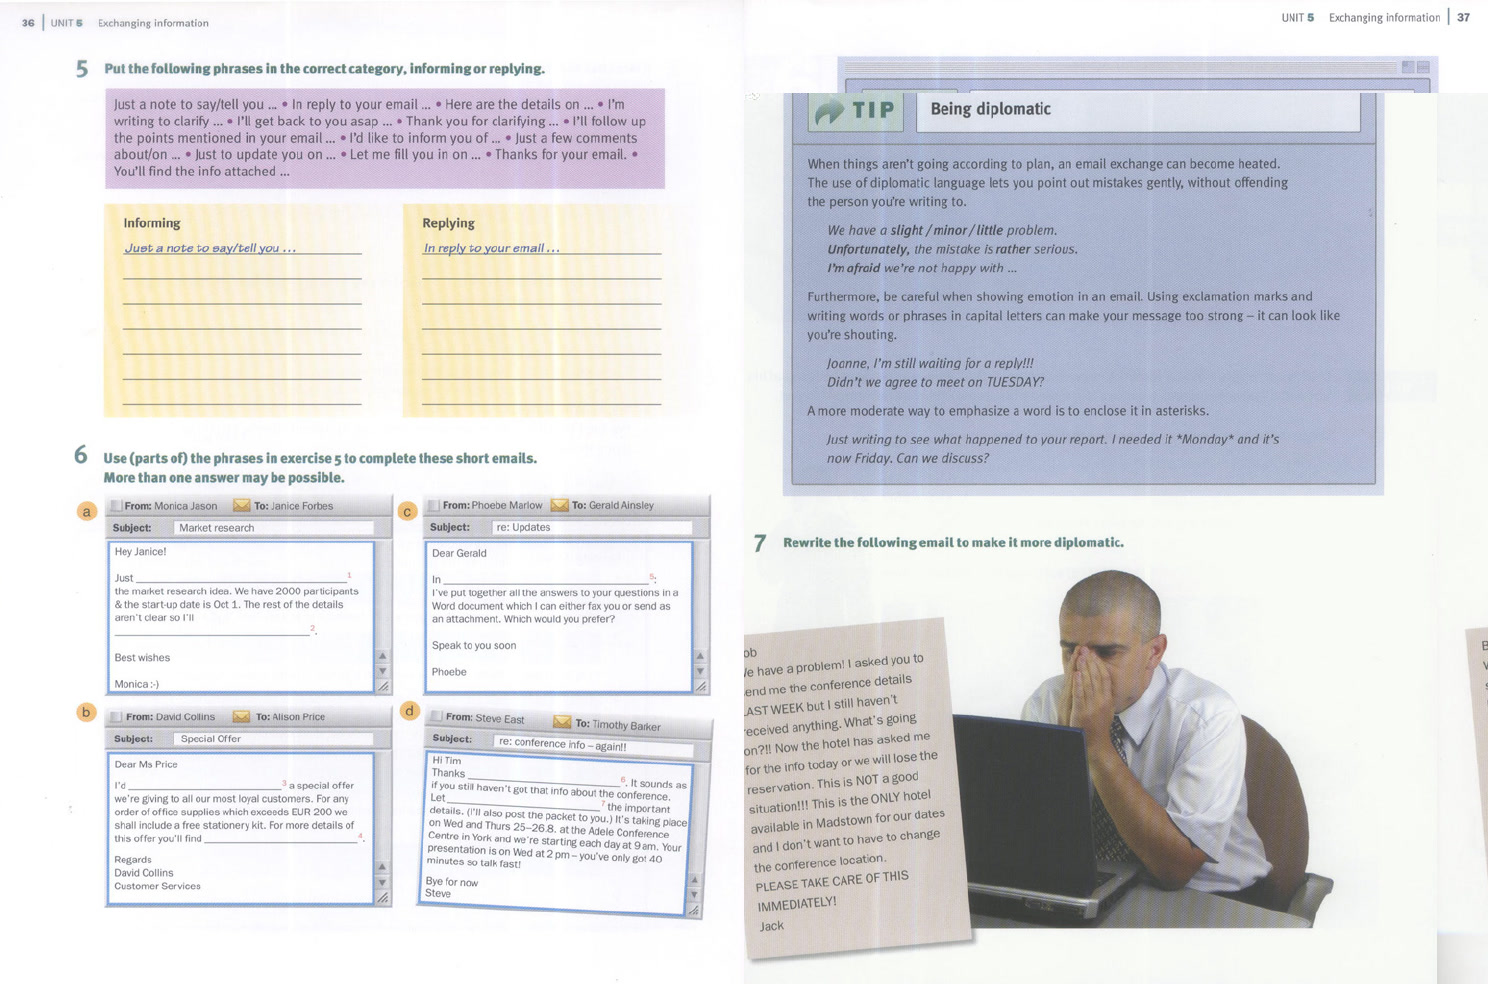 36 | UNIT 5 Exchanging information
5 Put the following phrases in the correct category, informing or replying.
Just a note to say/tell you ... • In reply to your email ... • Here are the details on ... • I'm
writing to clarify ... • I'll get back to you asap ... • Thank you for clarifying ... • I'll follow up
the points mentioned in your email ... • I'd like to inform you of ... • Just a few comments
about/on ... • Just to update you on ... • Let me fill you in on ... • Thanks for your email. •
You'll find the info attached ...
Informing
Just a note to say/tell you ...
Replying
In reply to your email ...
6 Use (parts of) the phrases in exercise 5 to complete these short emails.
More than one answer may be possible.
a
From: Monica Jason To: Janice Forbes
Subject: Market research
Hey Janice!
Just ______ 1
the market research idea. We have 2000 participants
& the start-up date is Oct 1. The rest of the details
aren't clear so I'll
______ 2.
Best wishes
Monica :-)
b
From: David Collins To: Alison Price
Subject: Special Offer
Dear Ms Price
I'd ______ 3 a special offer
we're giving to all our most loyal customers. For any
order of office supplies which exceeds EUR 200 we
shall include a free stationery kit. For more details of
this offer you'll find ______ 4.
Regards
David Collins
Customer Services
c
From: Phoebe Marlow To: Gerald Ainsley
Subject: re: Updates
Dear Gerald
In ______ 5:
I've put together all the answers to your questions in a
Word document which I can either fax you or send as
an attachment. Which would you prefer?
Speak to you soon
Phoebe
d
From: Steve East To: Timothy Barker
Subject: re: conference info – again!!
Hi Tim
Thanks ______ 6. It sounds as
if you still haven't got that info about the conference.
Let ______ 7 the important
details. (I'll also post the packet to you.) It's taking place
on Wed and Thurs 25–26.8. at the Adele Conference
Centre in York and we're starting each day at 9 am. Your
presentation is on Wed at 2 pm – you've only got 40
minutes so talk fast!
Bye for now
Steve
UNIT 5 Exchanging information | 37
TIP Being diplomatic
When things aren't going according to plan, an email exchange can become heated.
The use of diplomatic language lets you point out mistakes gently, without offending
the person you're writing to.
We have a slight / minor / little problem.
Unfortunately, the mistake is rather serious.
I'm afraid we're not happy with ...
Furthermore, be careful when showing emotion in an email. Using exclamation marks and
writing words or phrases in capital letters can make your message too strong – it can look like
you're shouting.
Joanne, I'm still waiting for a reply!!!
Didn't we agree to meet on TUESDAY?
A more moderate way to emphasize a word is to enclose it in asterisks.
Just writing to see what happened to your report. I needed it *Monday* and it's
now Friday. Can we discuss?
7 Rewrite the following email to make it more diplomatic.
ob
e have a problem! I asked you to
end me the conference details
AST WEEK but I still haven't
eceived anything. What's going
on?!! Now the hotel has asked me
for the info today or we will lose the
reservation. This is NOT a good
situation!!! This is the ONLY hotel
available in Madstown for our dates
and I don't want to have to change
the conference location.
PLEASE TAKE CARE OF THIS
IMMEDIATELY!
Jack